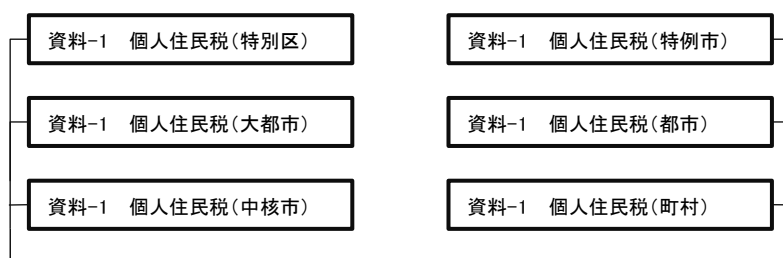 資料-1 個人住民税(特別区)
資料-1 個人住民税(大都市)
資料-1 個人住民税(中核市)
資料-1 個人住民税(特例市)
資料-1 個人住民税(都市)
資料-1 個人住民税(町村)